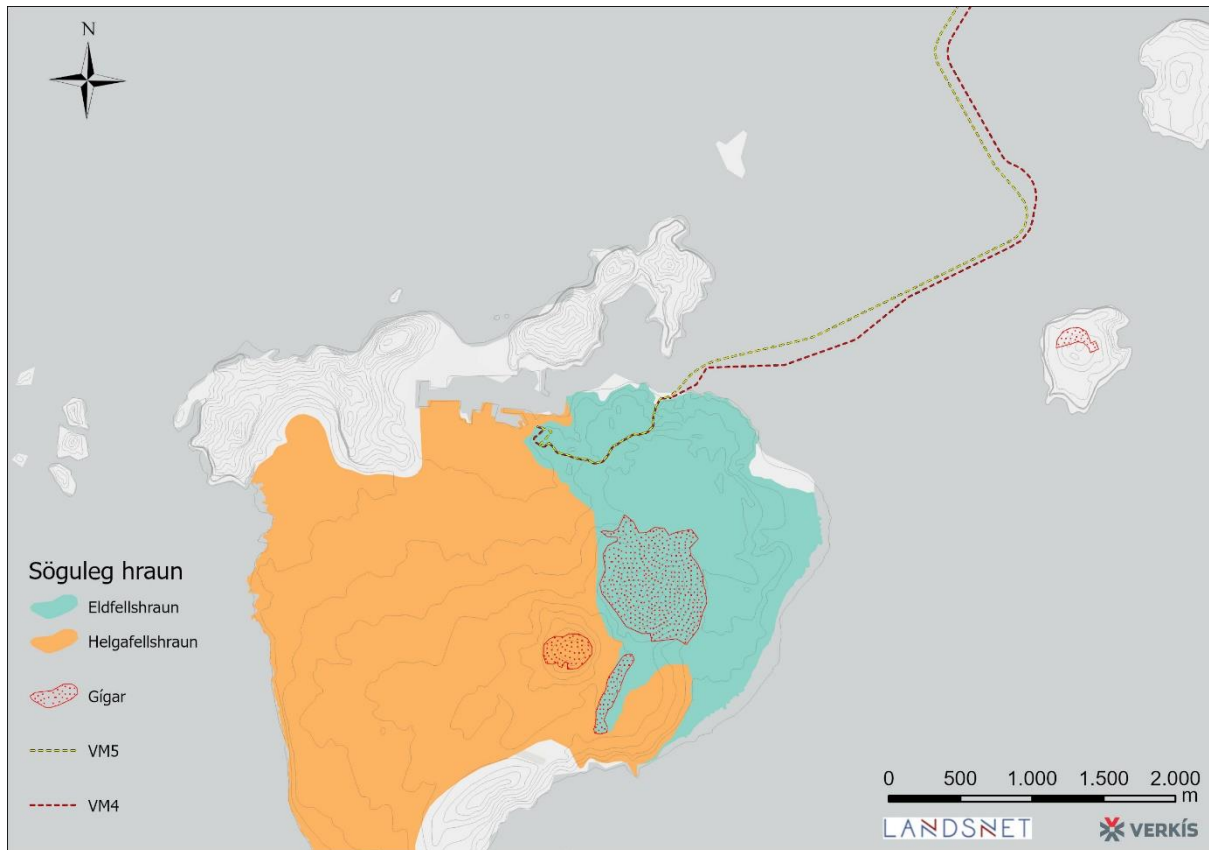 N
Söguleg hraun
Eldfellshraun
Helgafellshraun
Gígar
VM5
VM4
0 500 1.000 1.500 2.000
m
LANDSNET
VERKÍS